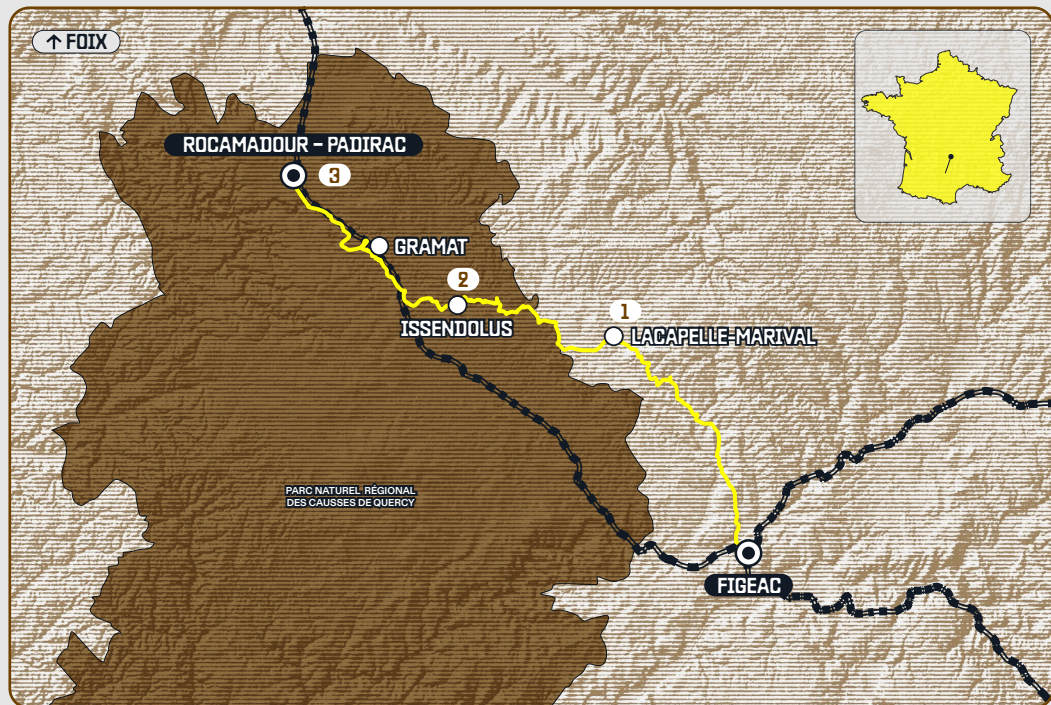 ↑ FOIX
ROCAMADOUR – PADIRAC
3
GRAMAT
2
ISSENDOLUS
1
LACAPELLE-MARIVAL
PARC NATUREL RÉGIONAL
DES CAUSSES DE QUERCY
FIGEAC